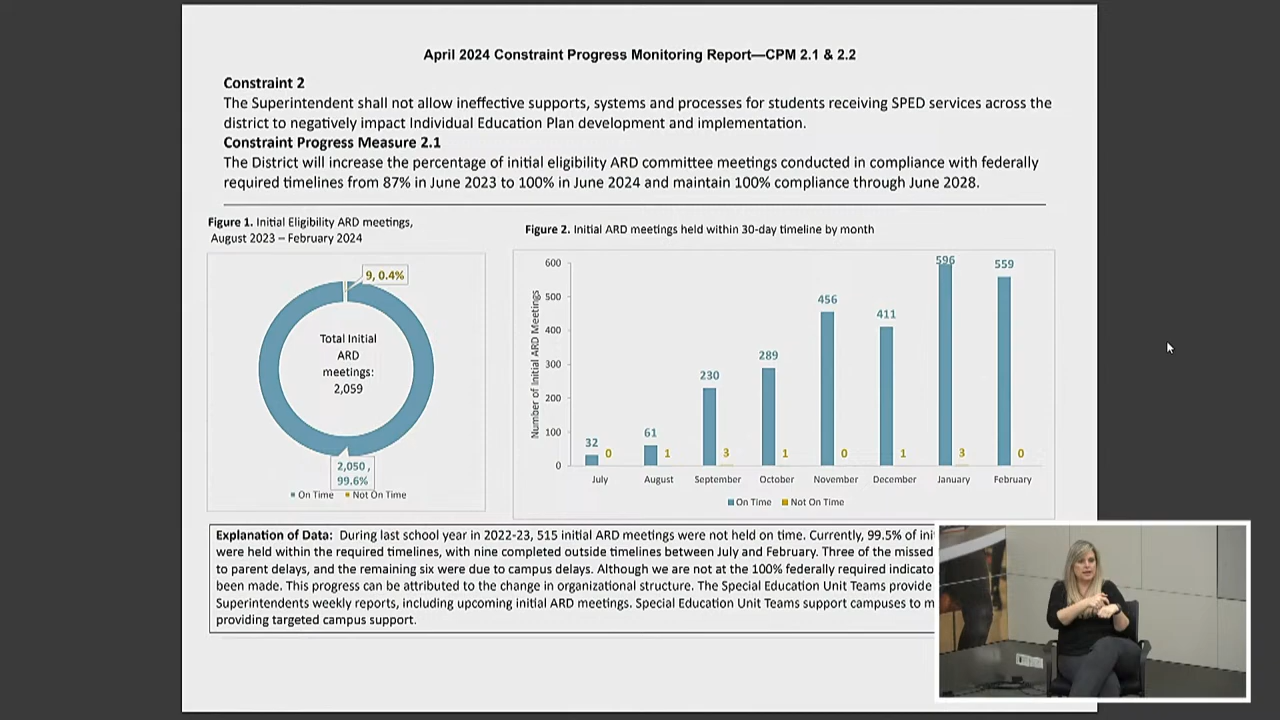 April 2024 Constraint Progress Monitoring Report—CPM 2.1 & 2.2
Constraint 2
The Superintendent shall not allow ineffective supports, systems and processes for students receiving SPED services across the
district to negatively impact Individual Education Plan development and implementation.
Constraint Progress Measure 2.1
The District will increase the percentage of initial eligibility ARD committee meetings conducted in compliance with federally
required timelines from 87% in June 2023 to 100% in June 2024 and maintain 100% compliance through June 2028.
Figure 1. Initial Eligibility ARD meetings,
August 2023 – February 2024
9, 0.4%
Total Initial
ARD
meetings:
2,059
2,050,
99.6%
On Time Not On Time
Figure 2. Initial ARD meetings held within 30-day timeline by month
Number of Initial ARD Meetings
600
500
400
300
200
100
0
32 0
61 1
230 3
289 1
456 0
411 1
596 3
559 0
July August September October November December January February
On Time Not On Time
Explanation of Data: During last school year in 2022-23, 515 initial ARD meetings were not held on time. Currently, 99.5% of
were held within the required timelines, with nine completed outside timelines between July and February. Three of the missed
to parent delays, and the remaining six were due to campus delays. Although we are not at the 100% federally required
been made. This progress can be attributed to the change in organizational structure. The Special Education Unit Teams provide
Superintendents weekly reports, including upcoming initial ARD meetings. Special Education Unit Teams support campuses to
providing targeted campus support.